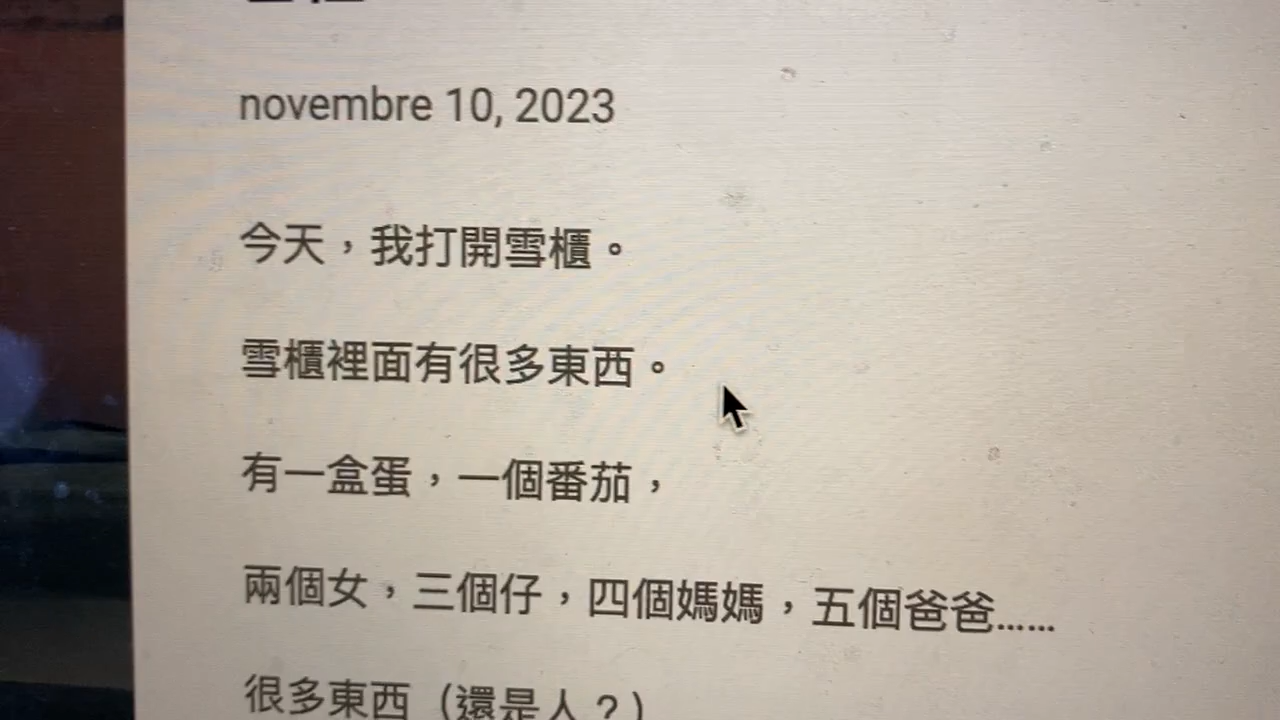 novembre 10, 2023
今天，我打開雪櫃。
雪櫃裡面有很多東西。
有一盒蛋，一個番茄，
兩個女，三個仔，四個媽媽，五個爸爸……
很多東西（還是人？）